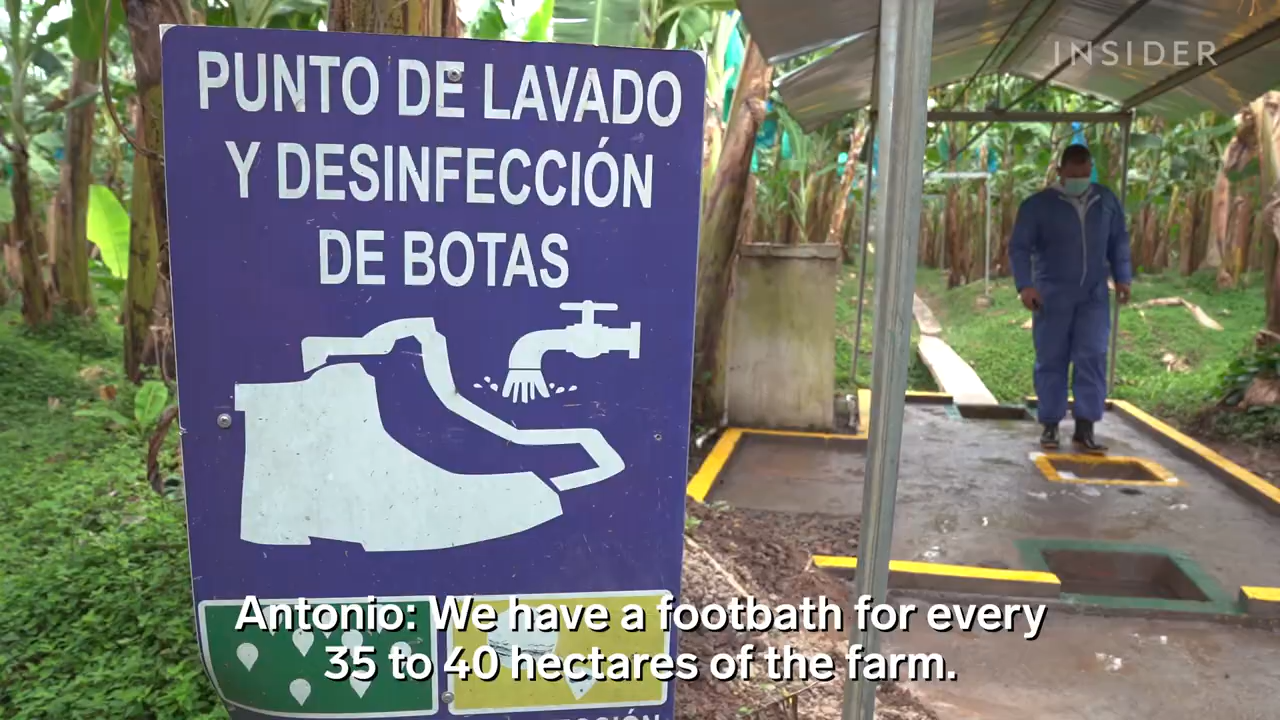 INSIDER
PUNTO DE LAVADO
Y DESINFECCIÓN
DE BOTAS
Antonio: We have a footbath for every
35 to 40 hectares of the farm.